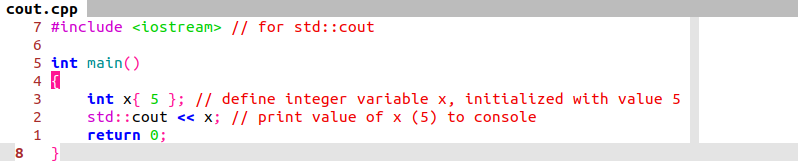 cout.cpp
7 #include <iostream> // for std::cout
6
5 int main()
4 {
3     int x{ 5 }; // define integer variable x, initialized with value 5
2     std::cout << x; // print value of x (5) to console
1     return 0;
8 }